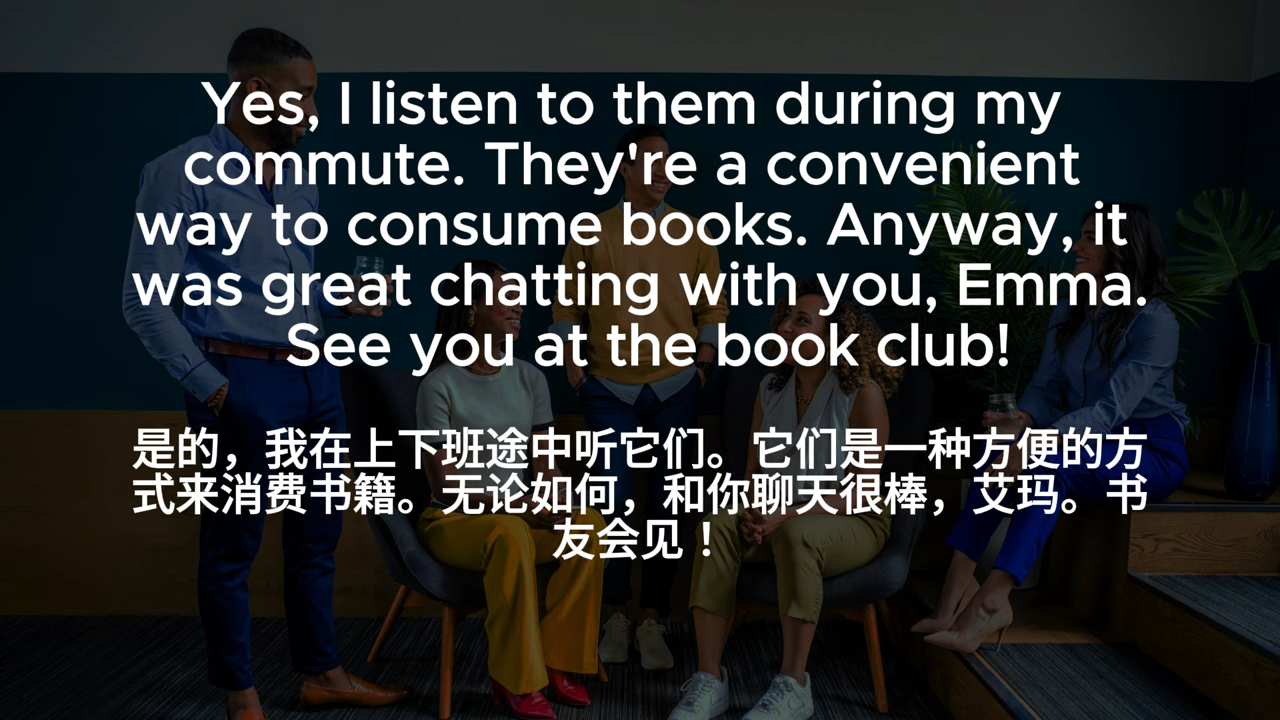 Yes, I listen to them during my
commute. They're a convenient
way to consume books. Anyway, it
was great chatting with you, Emma.
See you at the book club!
是的，我在上下班途中听它们。它们是一种方便的方
式来消费书籍。无论如何，和你聊天很棒，艾玛。书
友会见！